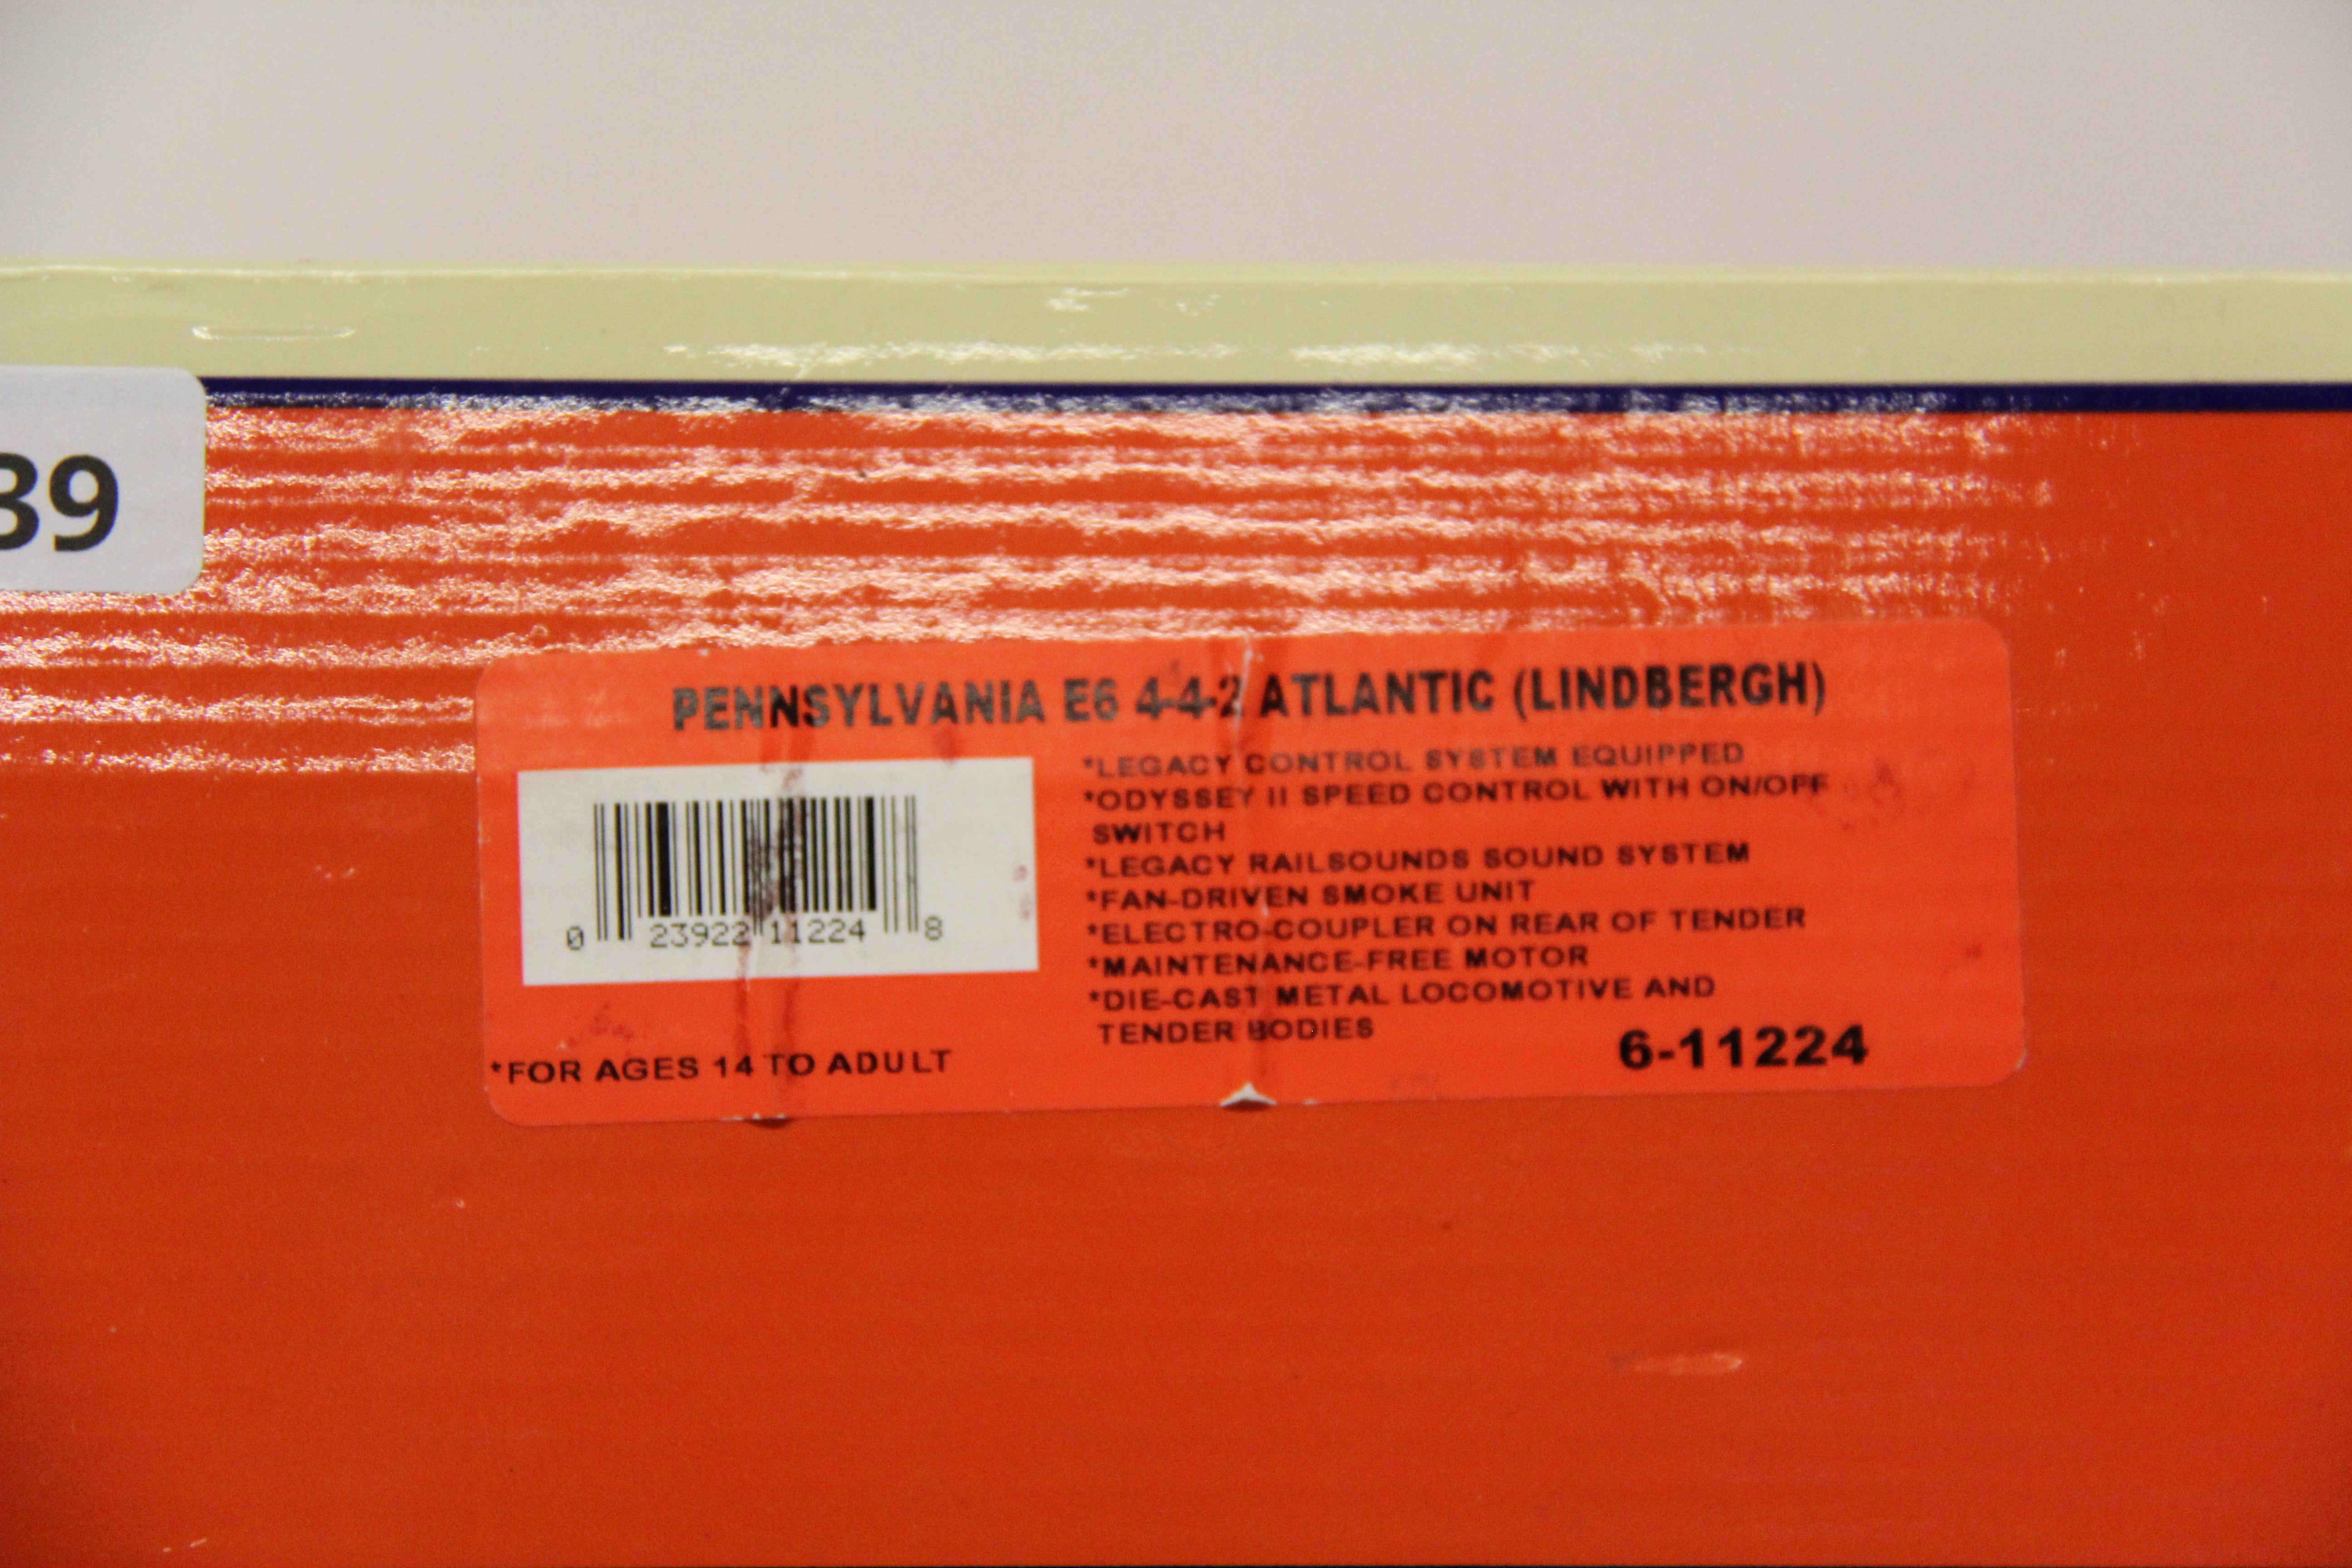 39
PENNSYLVANIA E6 4-4-2 ATLANTIC (LINDBERGH)
*LEGACY CONTROL SYSTEM EQUIPPED
*ODYSSEY II SPEED CONTROL WITH ON/OFF
SWITCH
*LEGACY RAILSOUNDS SOUND SYSTEM
*FAN-DRIVEN SMOKE UNIT
*ELECTRO-COUPLER ON REAR OF TENDER
*MAINTENANCE-FREE MOTOR
*DIE-CAST METAL LOCOMOTIVE AND
TENDER BODIES
0 23922 11224 8
*FOR AGES 14 TO ADULT
6-11224